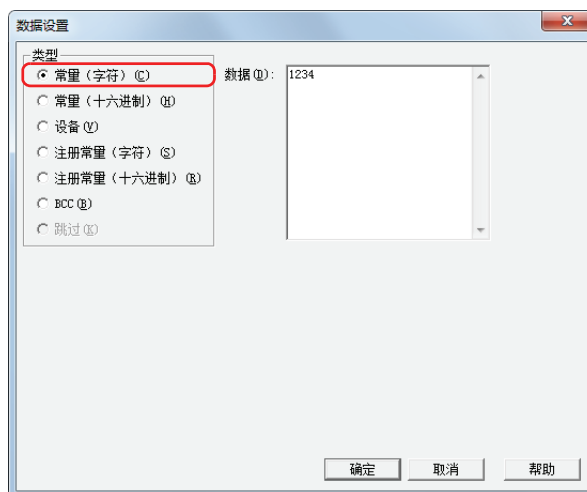 数据设置
类型
常量（字符）(C)
数据(D):
1234
常量（十六进制）(H)
设备(V)
注册常量（字符）(S)
注册常量（十六进制）(R)
BCC(B)
跳过(K)
确定
取消
帮助